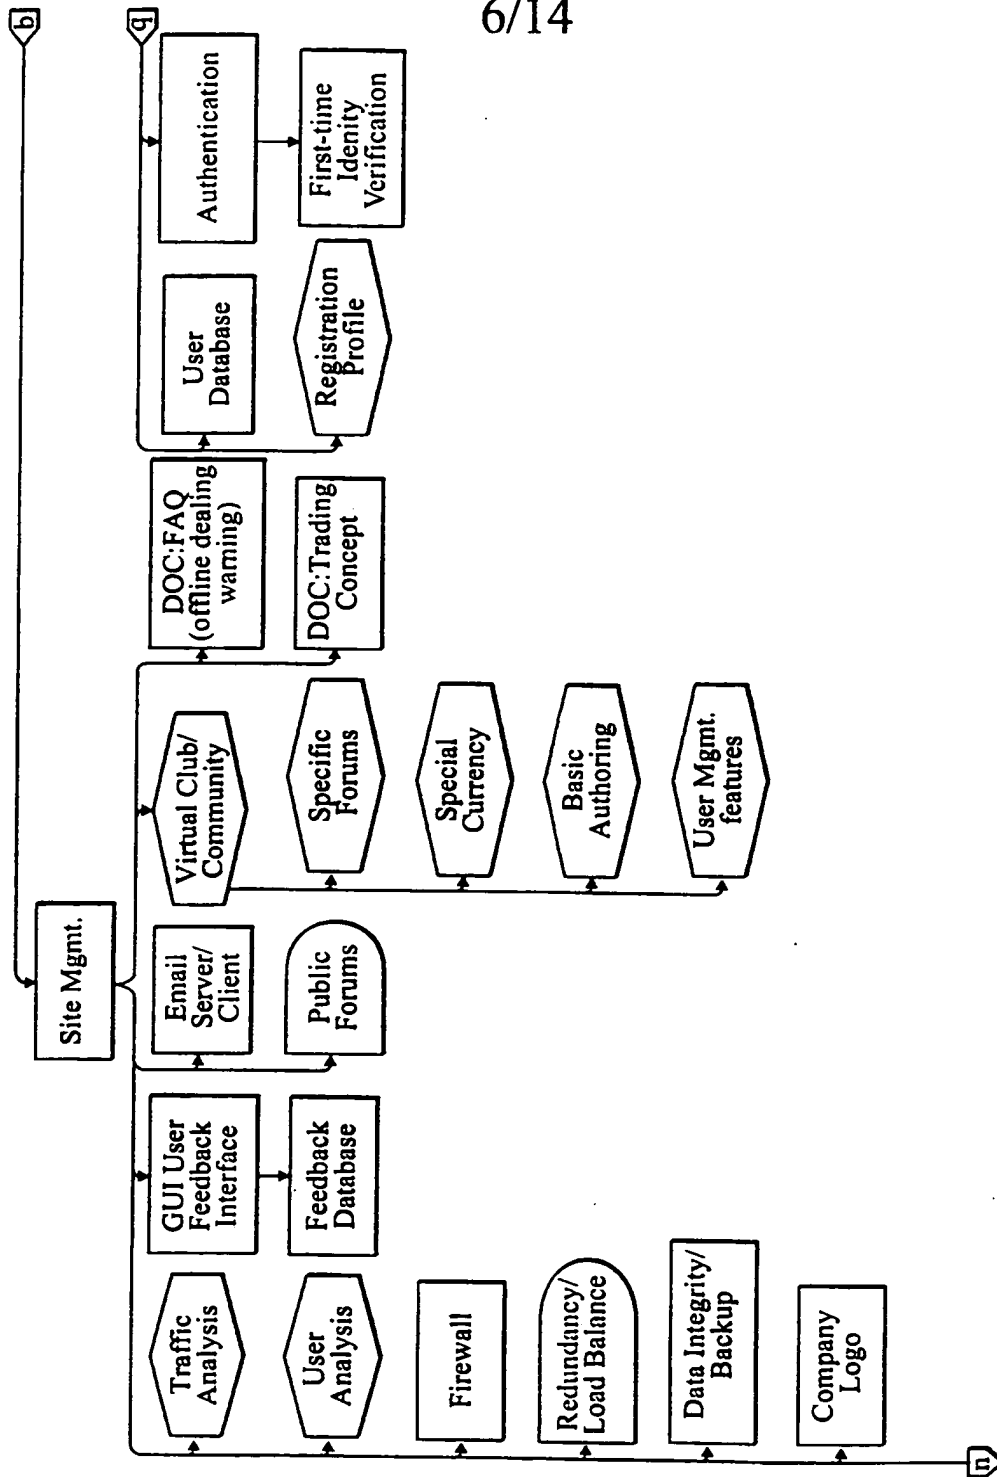 6/14
b
Site Mgmt.
n
Traffic
Analysis
User
Analysis
Firewall
Redundancy/
Load Balance
Data Integrity/
Backup
Company
Logo
GUI User
Feedback
Interface
Feedback
Database
Email
Server/
Client
Public
Forums
Virtual Club/
Community
Specific
Forums
Special
Currency
Basic
Authoring
User Mgmt.
features
DOC:FAQ
(offline dealing
warning)
DOC:Trading
Concept
User
Database
Registration
Profile
q
Authentication
First-time
Idenity
Verification